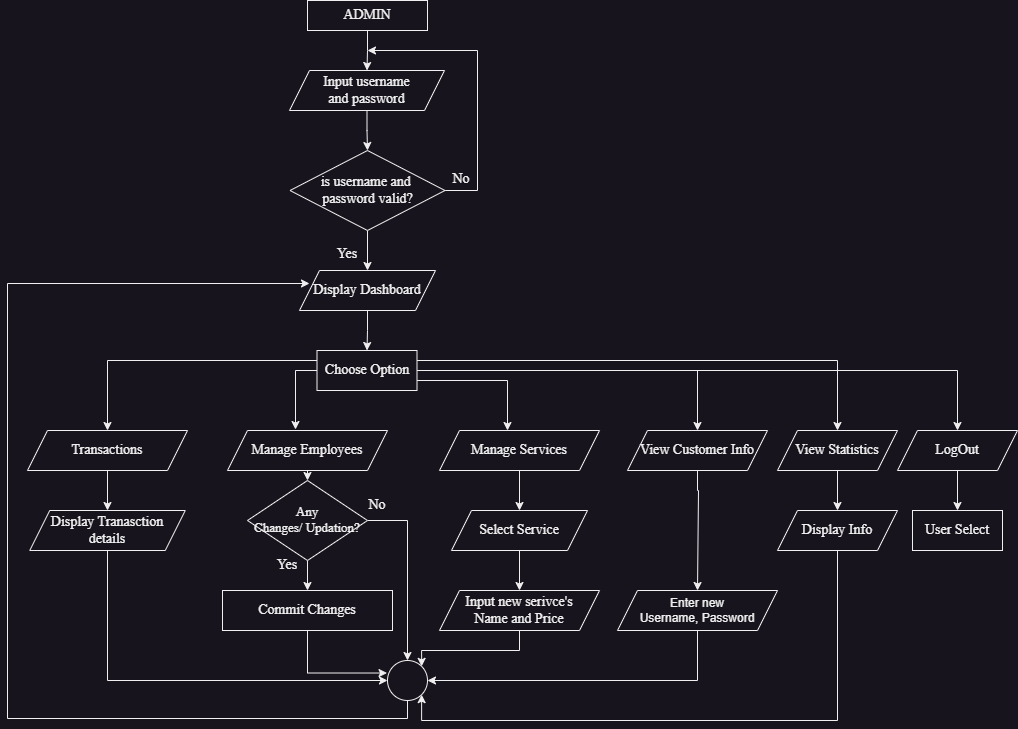 ADMIN
Input username
and password
is username and
password valid?
No
Yes
Display Dashboard
Choose Option
Transactions
Manage Employees
Manage Services
View Customer Info
View Statistics
LogOut
Display Tranasction
details
Any
Changes/ Updation?
No
Yes
Select Service
Display Info
User Select
Commit Changes
Input new serivce's
Name and Price
Enter new
Username, Password